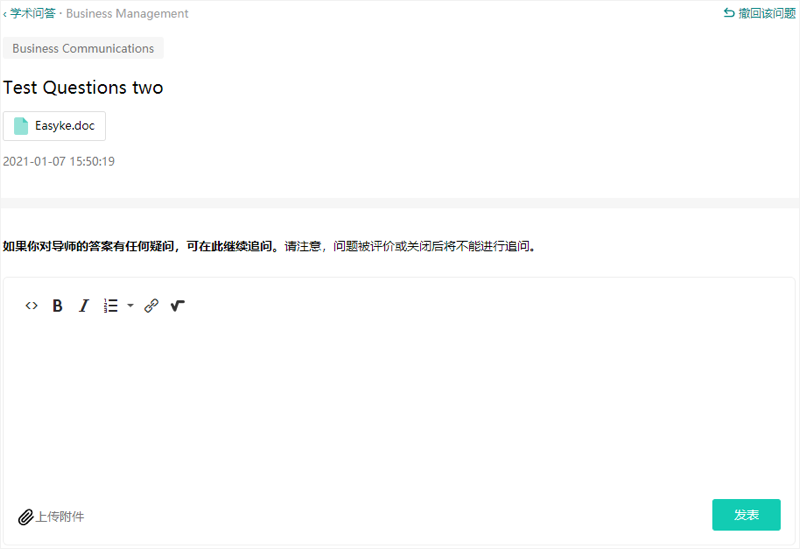 ‹ 学术问答 · Business Management
撤回该问题
Business Communications
Test Questions two
Easyke.doc
2021-01-07 15:50:19
如果你对导师的答案有任何疑问，可在此继续追问。请注意，问题被评价或关闭后将不能进行追问。
上传附件
发表